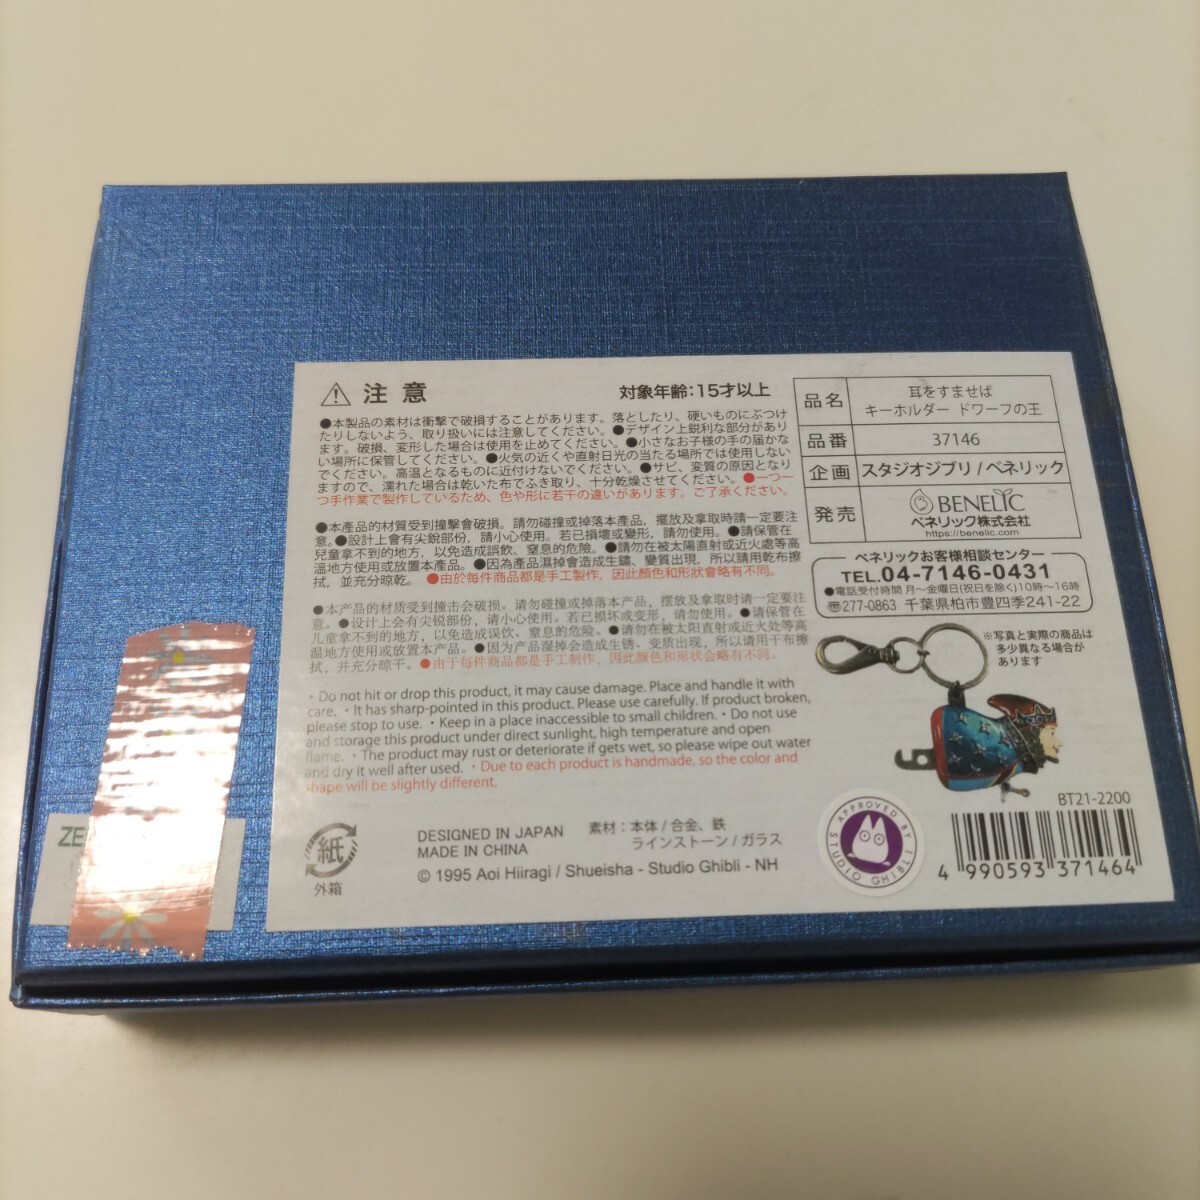 注意
対象年齢：15才以上
●本製品の素材は衝撃で破損することがあります。落としたり、硬いものにぶつけ
たりしないよう、取り扱いには注意してください。●デザイン上鋭利な部分があり
ます。破損、変形した場合は使用を止めてください。●小さなお子様の手の届かな
い場所に保管してください。●火気の近くや直射日光の当たる場所では使用しない
でください。高温となるものに近付けないでください。●サビ、変質の原因となり
ますので、濡れた場合は乾いた布でふき取り、十分乾燥させてください。●一つ一
つ手作業で製作しているため、色や形に若干の違いがあります。ご了承ください。
●本產品的材質受到撞擊會破損。請勿碰撞或掉落本產品，擺放及拿取時請一定要注
意。●設計上會有尖銳部份，請小心使用。若已損壞或變形，請勿使用。●請保管在
兒童拿不到的地方，以免造成誤飲、窒息的危險。●請勿在被太陽直射或近火處等高
溫地方使用或放置本產品。●因為產品濕掉會造成生鏽、變質出現，所以請用乾布擦
拭，並充分晾乾。●由於每件商品都是手工製作，因此顏色和形狀會略有不同。
●本产品的材质受到撞击会破损。请勿碰撞或掉落本产品，摆放及拿取时请一定要注
意。●设计上会有尖锐部份，请小心使用。若已损坏或变形，请勿使用。●请保管在
儿童拿不到的地方，以免造成误饮、窒息的危险。●请勿在被太阳直射或近火处等高
温地方使用或放置本产品。●因为产品湿掉会造成生锈、变质出现，所以请用干布擦
拭，并充分晾干。●由于每件商品都是手工制作，因此颜色和形状会略有不同。
・Do not hit or drop this product, it may cause damage. Place and handle it with
care. ・It has sharp-pointed in this product. Please use carefully. If product broken,
please stop to use. ・Keep in a place inaccessible to small children. ・Do not use
and storage this product under direct sunlight, high temperature and open
flame. ・The product may rust or deteriorate if gets wet, so please wipe out water
and dry it well after used. ・Due to each product is handmade, so the color and
shape will be slightly different.
紙
外箱
DESIGNED IN JAPAN
MADE IN CHINA
素材：本体/合金、鉄
ラインストーン/ガラス
© 1995 Aoi Hiiragi / Shueisha - Studio Ghibli - NH
品名 耳をすませば
キーホルダー ドワーフの王
品番 37146
企画 スタジオジブリ/ベネリック
発売 BENELIC
ベネリック株式会社
https://benelic.com
ベネリックお客様相談センター
TEL.04-7146-0431
●電話受付時間 月～金曜日(祝日を除く)10時～16時
〠277-0863 千葉県柏市豊四季241-22
※写真と実際の商品は
多少異なる場合が
あります
BT21-2200
APPROVED BY
STUDIO GHIBLI
4 990593 371464
ZE